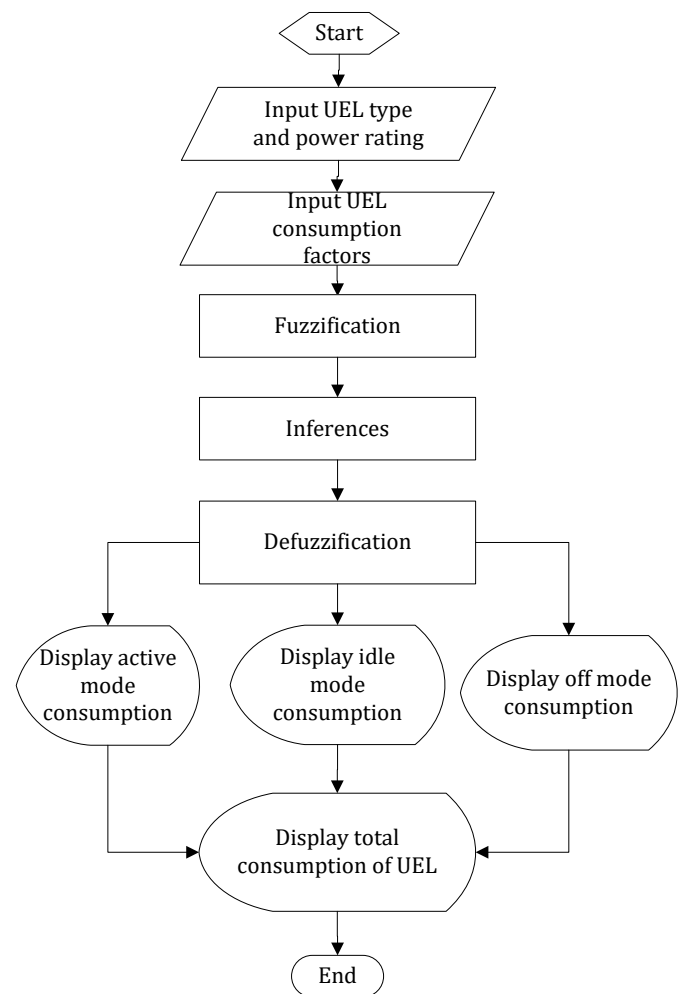 Start
Input UEL type
and power rating
Input UEL
consumption
factors
Fuzzification
Inferences
Defuzzification
Display active
mode
consumption
Display idle
mode
consumption
Display off mode
consumption
Display total
consumption of UEL
End